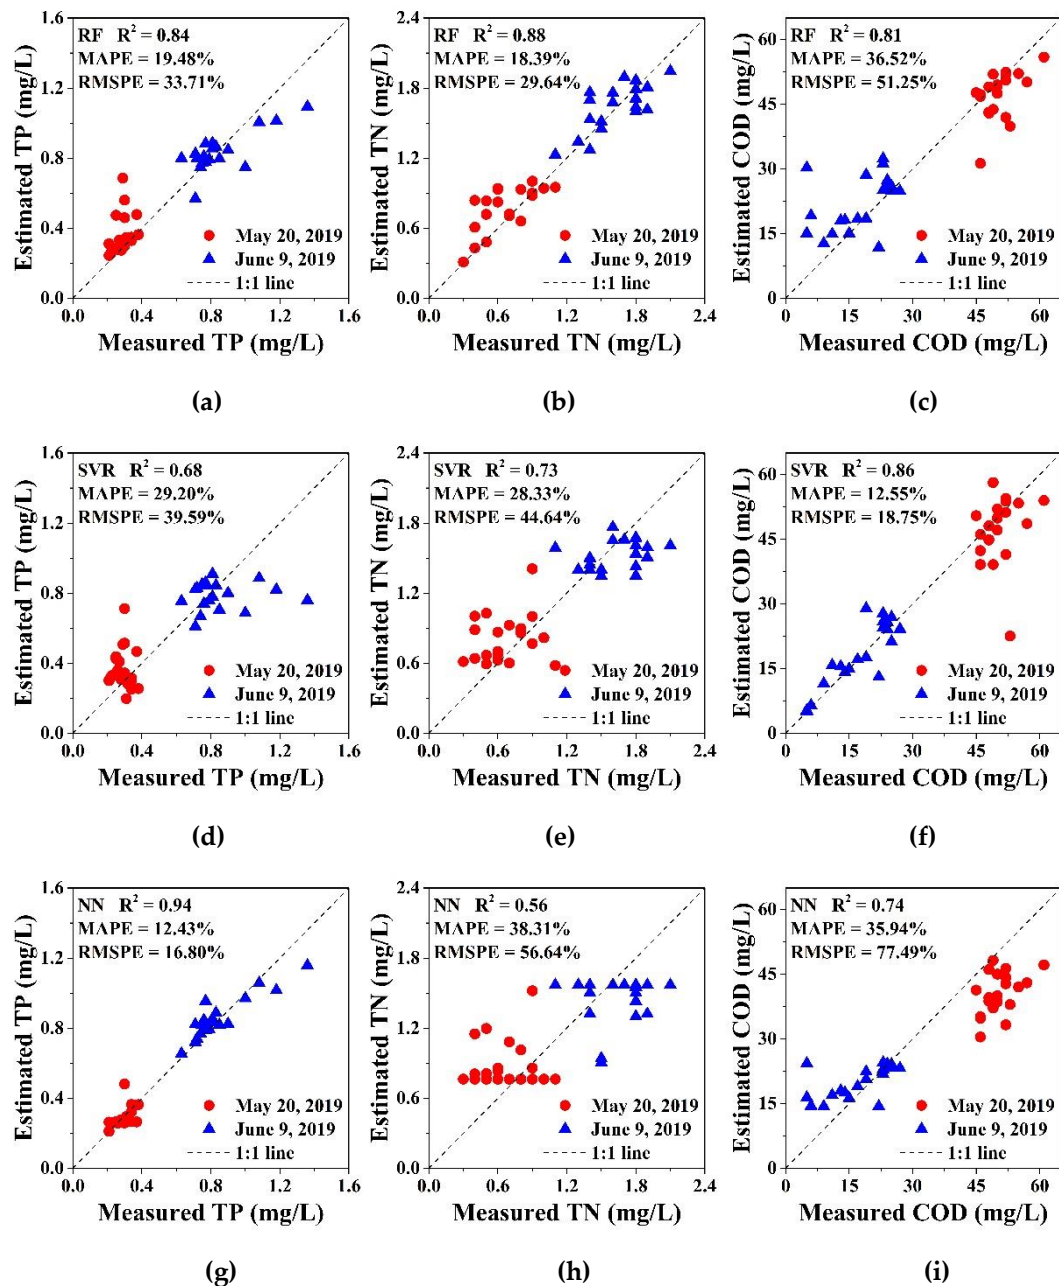 RF R² = 0.84
MAPE = 19.48%
RMSPE = 33.71%
1.6
1.2
0.8
0.4
0.0
Estimated TP (mg/L)
May 20, 2019
June 9, 2019
1:1 line
0.0 0.4 0.8 1.2 1.6
Measured TP (mg/L)
(a)
RF R² = 0.88
MAPE = 18.39%
RMSPE = 29.64%
2.4
1.8
1.2
0.6
0.0
Estimated TN (mg/L)
May 20, 2019
June 9, 2019
1:1 line
0.0 0.6 1.2 1.8 2.4
Measured TN (mg/L)
(b)
RF R² = 0.81
MAPE = 36.52%
RMSPE = 51.25%
60
45
30
15
0
Estimated COD (mg/L)
May 20, 2019
June 9, 2019
1:1 line
0 15 30 45 60
Measured COD (mg/L)
(c)
SVR R² = 0.68
MAPE = 29.20%
RMSPE = 39.59%
1.6
1.2
0.8
0.4
0.0
Estimated TP (mg/L)
May 20, 2019
June 9, 2019
1:1 line
0.0 0.4 0.8 1.2 1.6
Measured TP (mg/L)
(d)
SVR R² = 0.73
MAPE = 28.33%
RMSPE = 44.64%
2.4
1.8
1.2
0.6
0.0
Estimated TN (mg/L)
May 20, 2019
June 9, 2019
1:1 line
0.0 0.6 1.2 1.8 2.4
Measured TN (mg/L)
(e)
SVR R² = 0.86
MAPE = 12.55%
RMSPE = 18.75%
60
45
30
15
0
Estimated COD (mg/L)
May 20, 2019
June 9, 2019
1:1 line
0 15 30 45 60
Measured COD (mg/L)
(f)
NN R² = 0.94
MAPE = 12.43%
RMSPE = 16.80%
1.6
1.2
0.8
0.4
0.0
Estimated TP (mg/L)
May 20, 2019
June 9, 2019
1:1 line
0.0 0.4 0.8 1.2 1.6
Measured TP (mg/L)
(g)
NN R² = 0.56
MAPE = 38.31%
RMSPE = 56.64%
2.4
1.8
1.2
0.6
0.0
Estimated TN (mg/L)
May 20, 2019
June 9, 2019
1:1 line
0.0 0.6 1.2 1.8 2.4
Measured TN (mg/L)
(h)
NN R² = 0.74
MAPE = 35.94%
RMSPE = 77.49%
60
45
30
15
0
Estimated COD (mg/L)
May 20, 2019
June 9, 2019
1:1 line
0 15 30 45 60
Measured COD (mg/L)
(i)